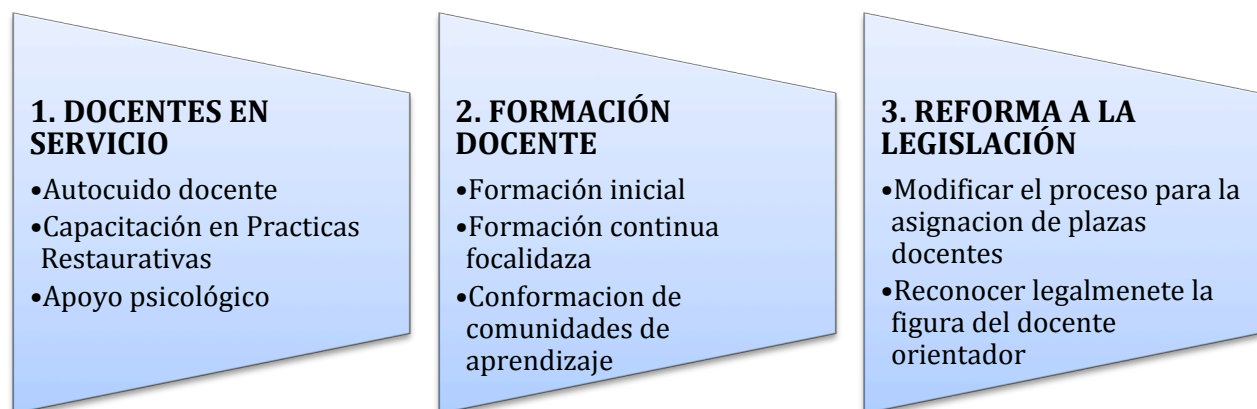 1. DOCENTES EN
SERVICIO
•Autocuido docente
•Capacitación en Practicas
Restaurativas
•Apoyo psicológico
2. FORMACIÓN
DOCENTE
•Formación inicial
•Formación continua
focalidaza
•Conformacion de
comunidades de
aprendizaje
3. REFORMA A LA
LEGISLACIÓN
•Modificar el proceso para la
asignacion de plazas
docentes
•Reconocer legalmenete la
figura del docente
orientador